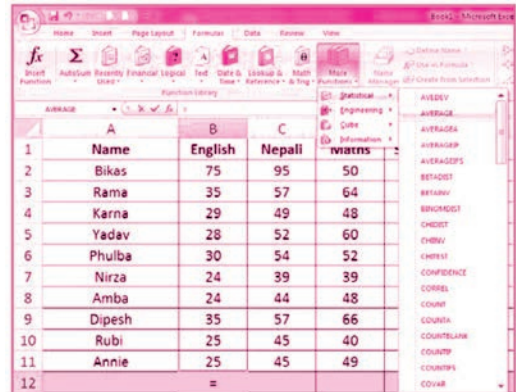 Book1 - Microsoft Exce
Home Insert Page Layout Formulas Data Review View
fx Σ θ
Insert Function AutoSum Recently Used Financial Logical Text Date & Time Lookup & Reference Math & Trig More Functions Name Manager
Define Name
Use in Formula
Create from Selection
Function Library
AVERAGE fx =
Statistical
Engineering
Cube
Information
AVEDEV
AVERAGE
AVERAGEA
AVERAGEIF
AVERAGEIFS
BETADIST
BETAINV
BINOMDIST
CHIDIST
CHIINV
CHITEST
CONFIDENCE
CORREL
COUNT
COUNTA
COUNTBLANK
COUNTIF
COUNTIFS
COVAR
A B C
1 Name English Nepali Maths S
2 Bikas 75 95 50
3 Rama 35 57 64
4 Karna 29 49 48
5 Yadav 28 52 60
6 Phulba 30 54 52
7 Nirza 24 39 39
8 Amba 24 44 48
9 Dipesh 35 57 66
10 Rubi 25 45 40
11 Annie 25 45 49
12 =